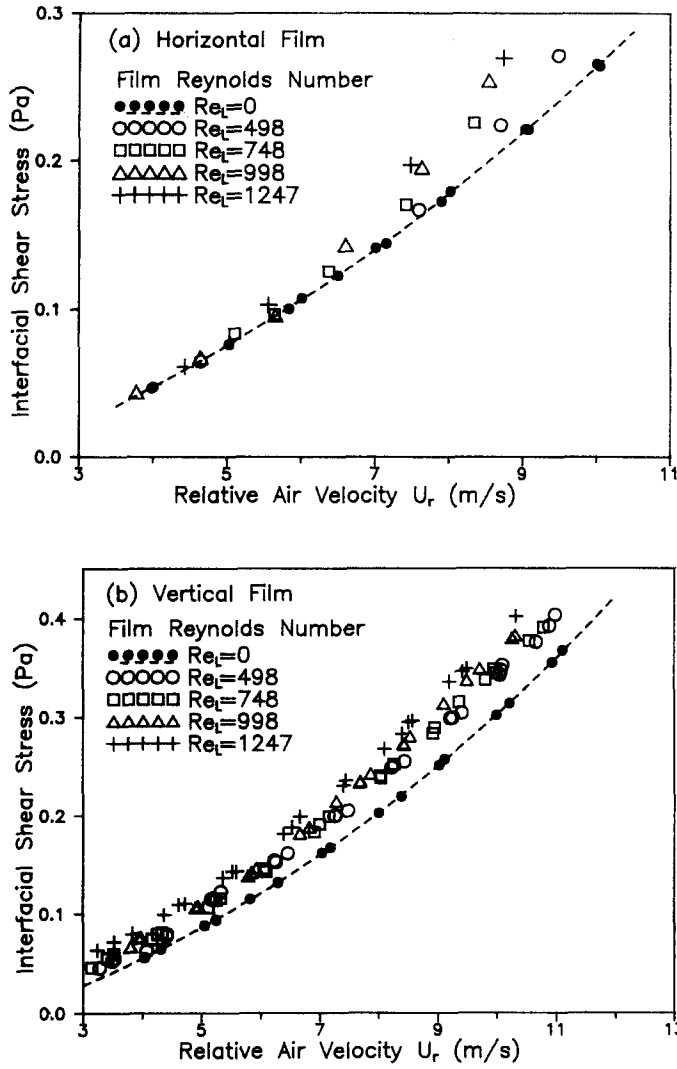 0.3
(a) Horizontal Film
Film Reynolds Number
Re_L=0
Re_L=498
Re_L=748
Re_L=998
Re_L=1247
0.2
0.1
0.0
Interfacial Shear Stress (Pa)
3 5 7 9 11
Relative Air Velocity U_r (m/s)
(b) Vertical Film
Film Reynolds Number
Re_L=0
Re_L=498
Re_L=748
Re_L=998
Re_L=1247
0.4
0.3
0.2
0.1
0.0
Interfacial Shear Stress (Pa)
3 5 7 9 11 13
Relative Air Velocity U_r (m/s)